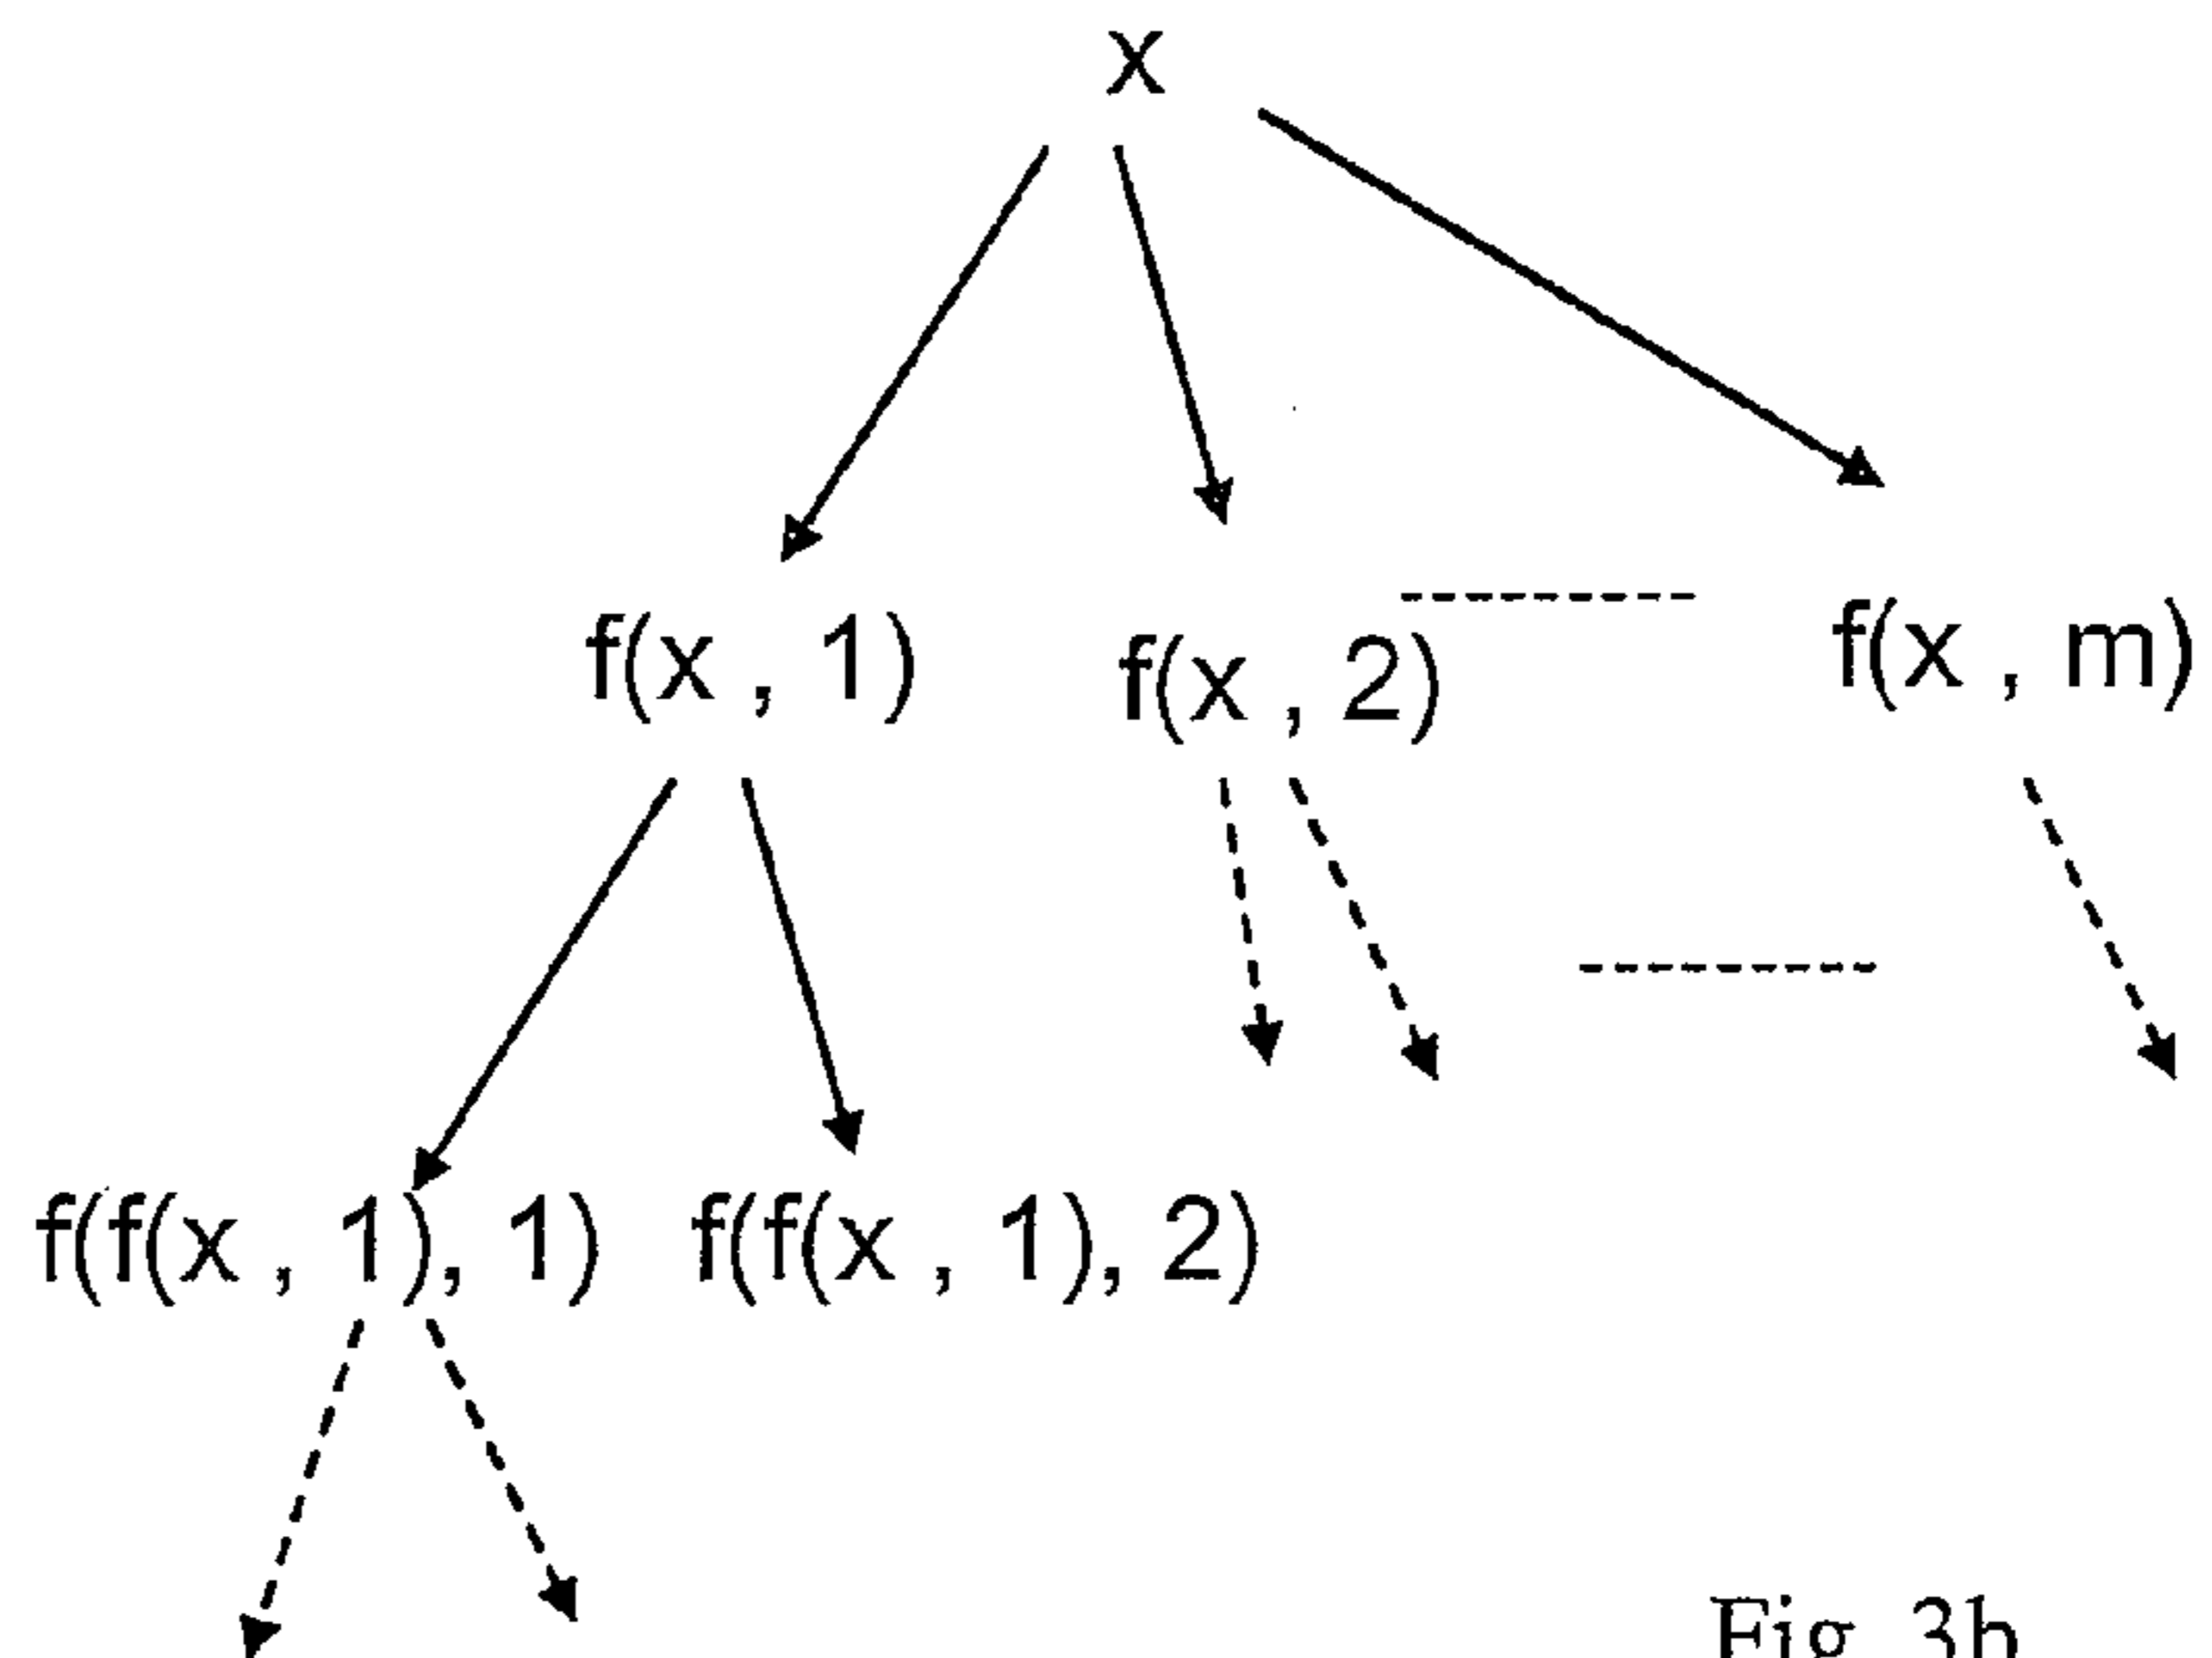 x
f(x , 1) f(x , 2) f(x , m)
f(f(x , 1), 1) f(f(x , 1), 2)
Fig 3b